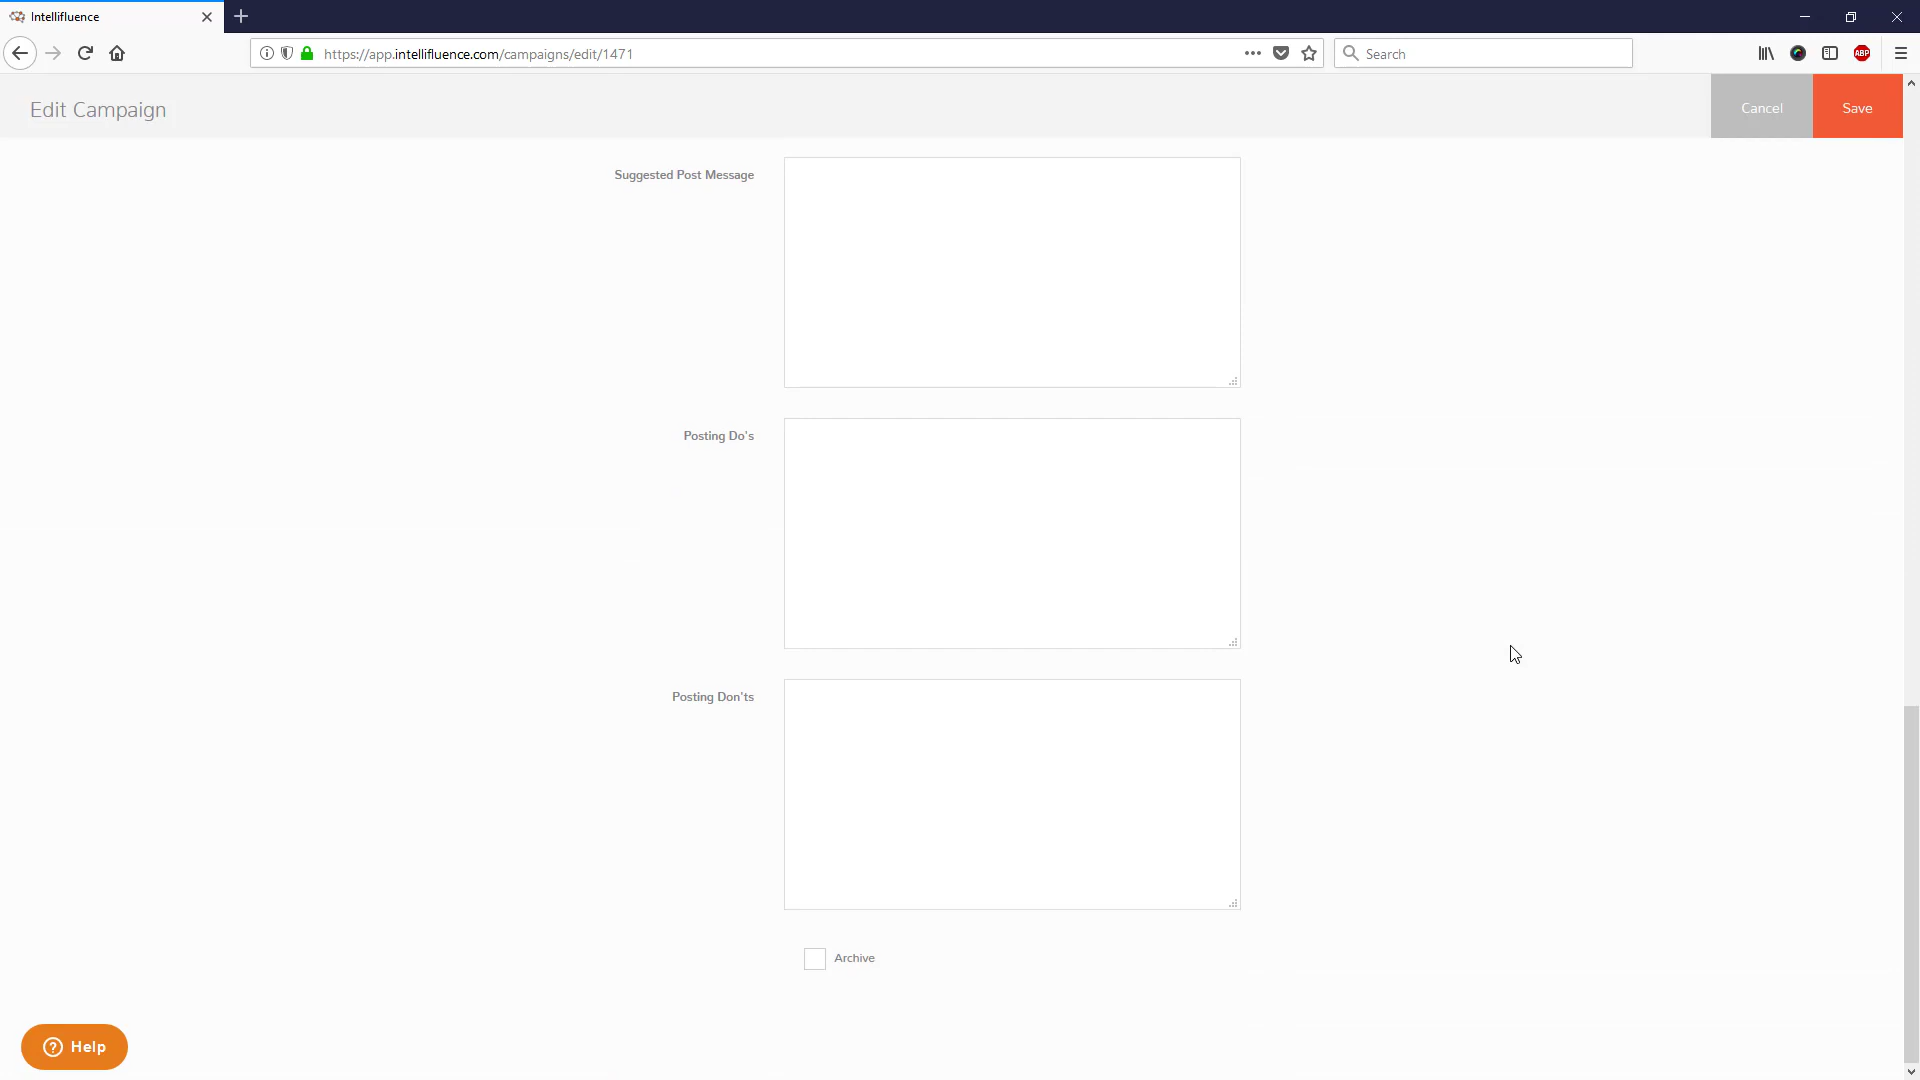 Intellifluence
https://app.intellifluence.com/campaigns/edit/1471
Search
ABP
Edit Campaign
Cancel
Save
Suggested Post Message
Posting Do's
Posting Don'ts
Archive
? Help